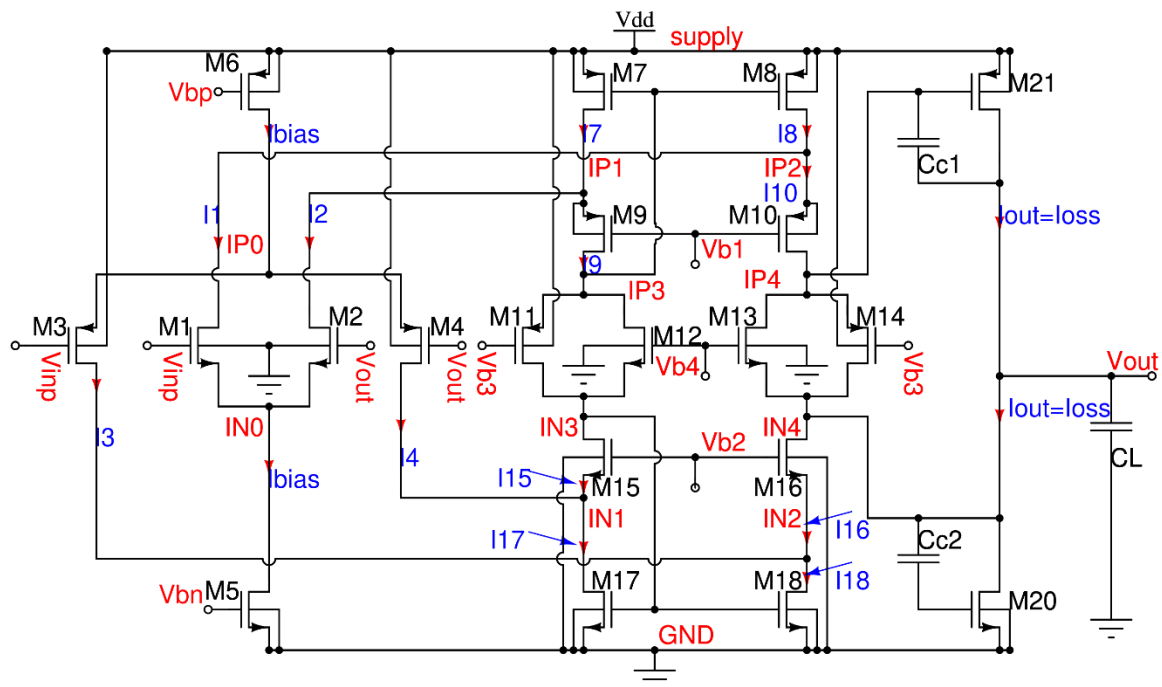 Vdd
supply
M6
M7
M8
M21
Vbp
Ibias
I7
I8
Cc1
IP1
IP2
I10
I1
I2
M9
M10
Iout=Ioss
IP0
Vb1
I9
IP3
IP4
M3
M1
M2
M4
M11
M12
M13
M14
Vinp
Vinp
Vout
Vout
Vb3
Vb4
Vb3
Vout
IN0
IN3
IN4
Iout=Ioss
I3
I4
Vb2
CL
Ibias
I15
M15
M16
IN1
IN2
I16
I17
Cc2
Vbn
M5
M17
M18
I18
M20
GND